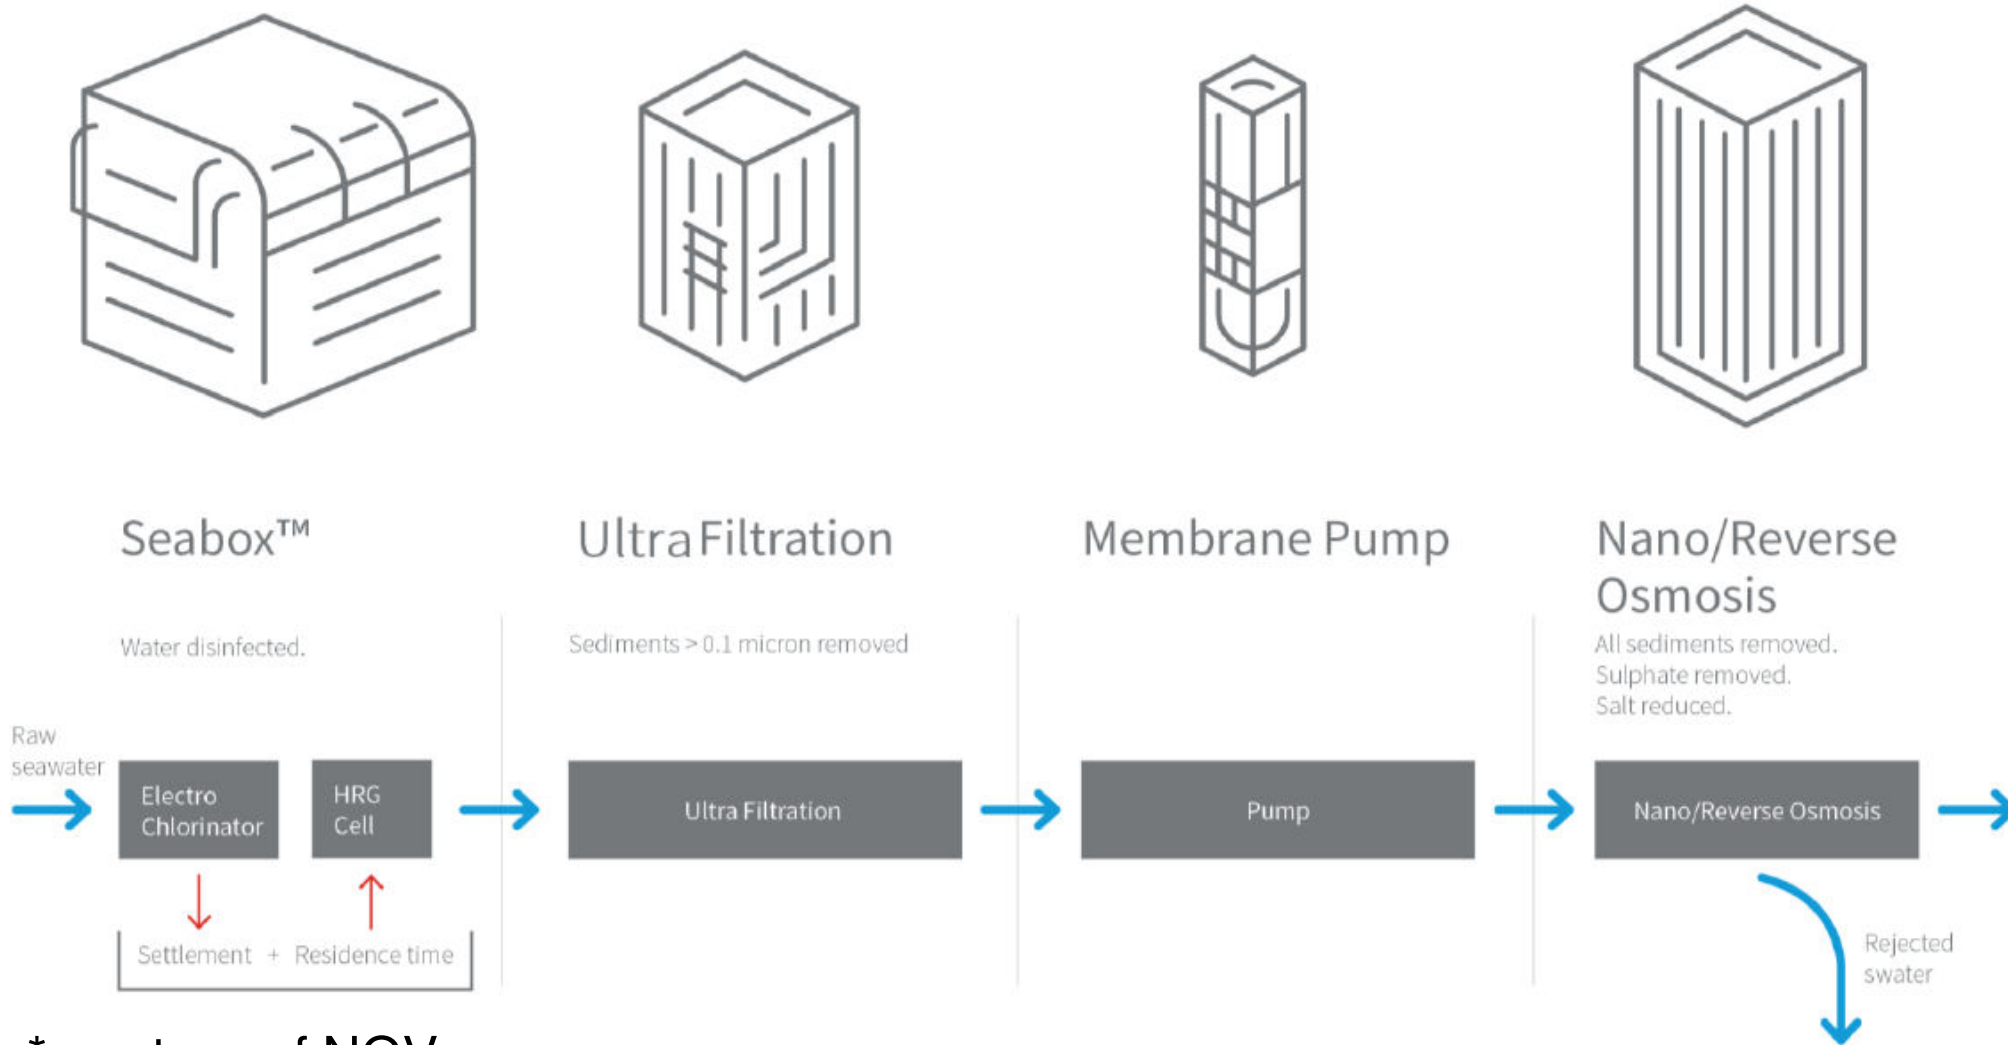 Seabox™
Ultra Filtration
Membrane Pump
Nano/Reverse
Osmosis
Water disinfected.
Sediments > 0.1 micron removed
All sediments removed.
Sulphate removed.
Salt reduced.
Raw
seawater
Electro
Chlorinator
HRG
Cell
Ultra Filtration
Pump
Nano/Reverse Osmosis
Settlement + Residence time
Rejected
swater